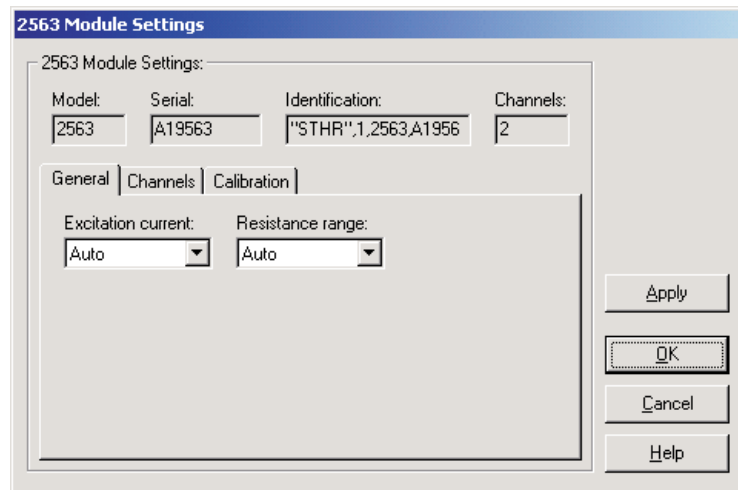 2563 Module Settings
2563 Module Settings:
Model: Serial: Identification: Channels:
2563 A19563 "STHR",1,2563,A1956 2
General Channels Calibration
Excitation current: Resistance range:
Auto Auto
Apply
OK
Cancel
Help